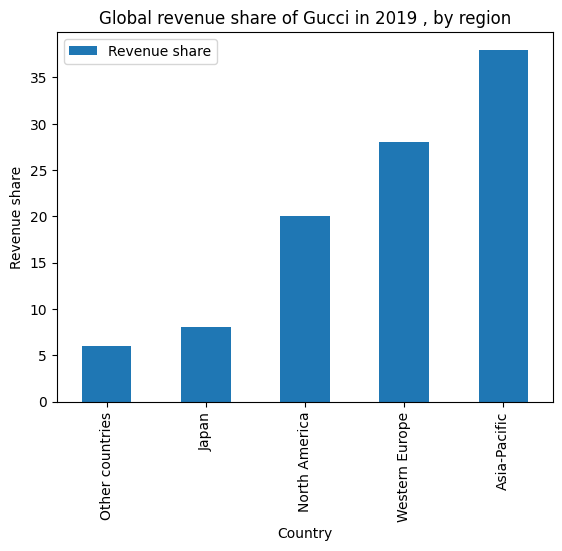 Global revenue share of Gucci in 2019 , by region
Revenue share
Revenue share
35
30
25
20
15
10
5
0
Other countries
Japan
North America
Western Europe
Asia-Pacific
Country